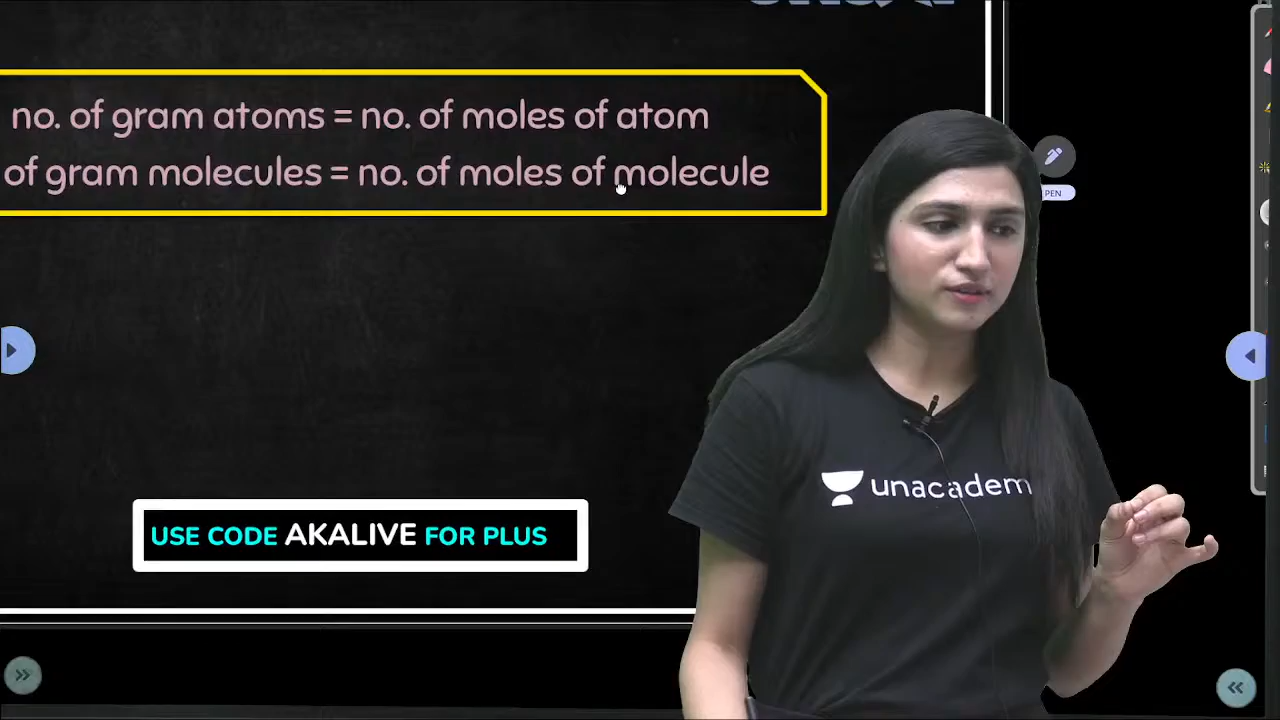 no. of gram atoms = no. of moles of atom
of gram molecules = no. of moles of molecule
PEN
unacadem
USE CODE AKALIVE FOR PLUS